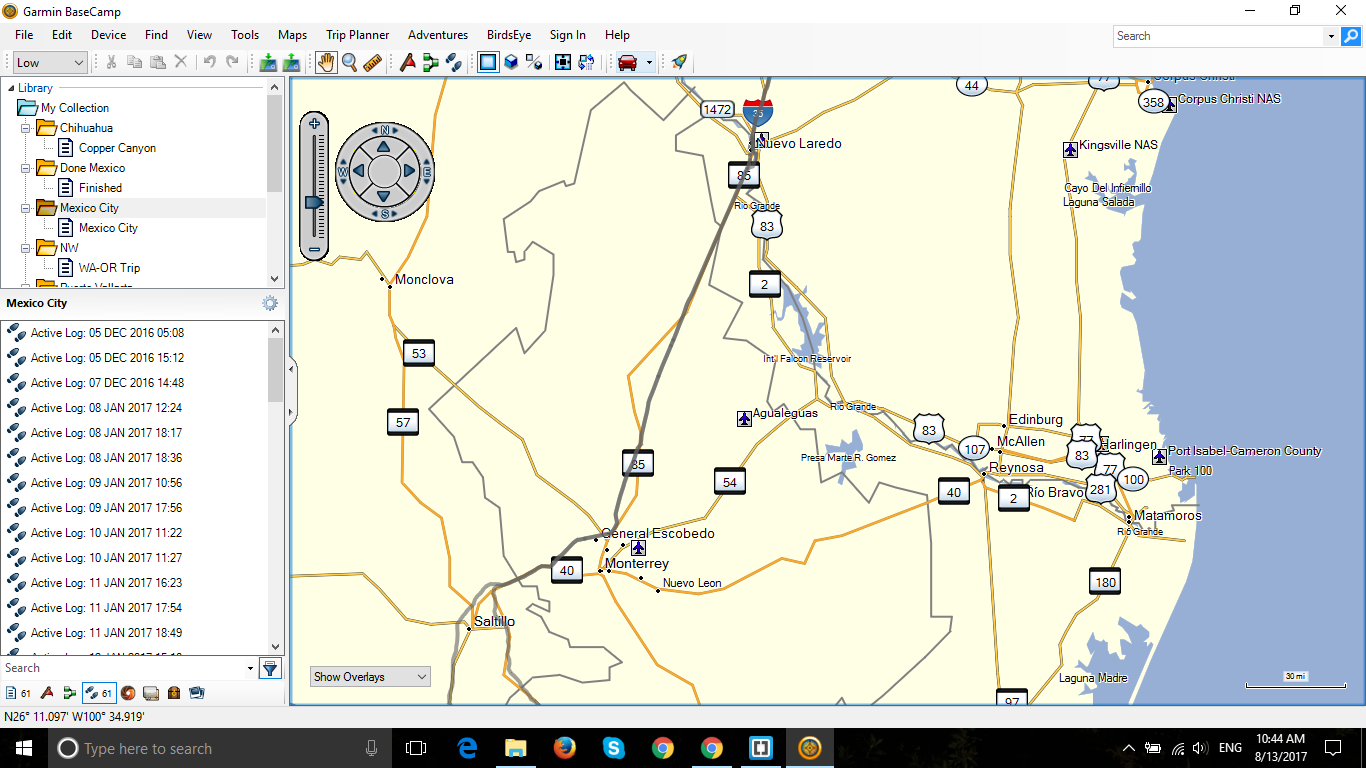 Garmin BaseCamp
File Edit Device Find View Tools Maps Trip Planner Adventures BirdsEye Sign In Help
Search
Low
Library
My Collection
Chihuahua
Copper Canyon
Done Mexico
Finished
Mexico City
Mexico City
NW
WA-OR Trip
Mexico City
Active Log: 05 DEC 2016 05:08
Active Log: 05 DEC 2016 15:12
Active Log: 07 DEC 2016 14:48
Active Log: 08 JAN 2017 12:24
Active Log: 08 JAN 2017 18:17
Active Log: 08 JAN 2017 18:36
Active Log: 09 JAN 2017 10:56
Active Log: 09 JAN 2017 17:56
Active Log: 10 JAN 2017 11:22
Active Log: 10 JAN 2017 11:27
Active Log: 11 JAN 2017 16:23
Active Log: 11 JAN 2017 17:54
Active Log: 11 JAN 2017 18:49
Search
61
61
N26° 11.097' W100° 34.919'
N
W E
S
44
77
Corpus Christi
358
Corpus Christi NAS
1472
Nuevo Laredo
Kingsville NAS
85
Cayo Del Infiernillo
Laguna Salada
Rio Grande
83
Monclova
2
53
Int'l Falcon Reservoir
57
Rio Grande
Agualeguas
83
Edinburg
77
107
McAllen
Harlingen
83
Port Isabel-Cameron County
85
Presa Marte R. Gomez
Reynosa
77
Park 100
54
40
2
Río Bravo
281
100
Matamoros
Rio Grande
General Escobedo
40
Monterrey
Nuevo Leon
180
Saltillo
Show Overlays
Laguna Madre
30 mi
97
Type here to search
ENG
10:44 AM
8/13/2017